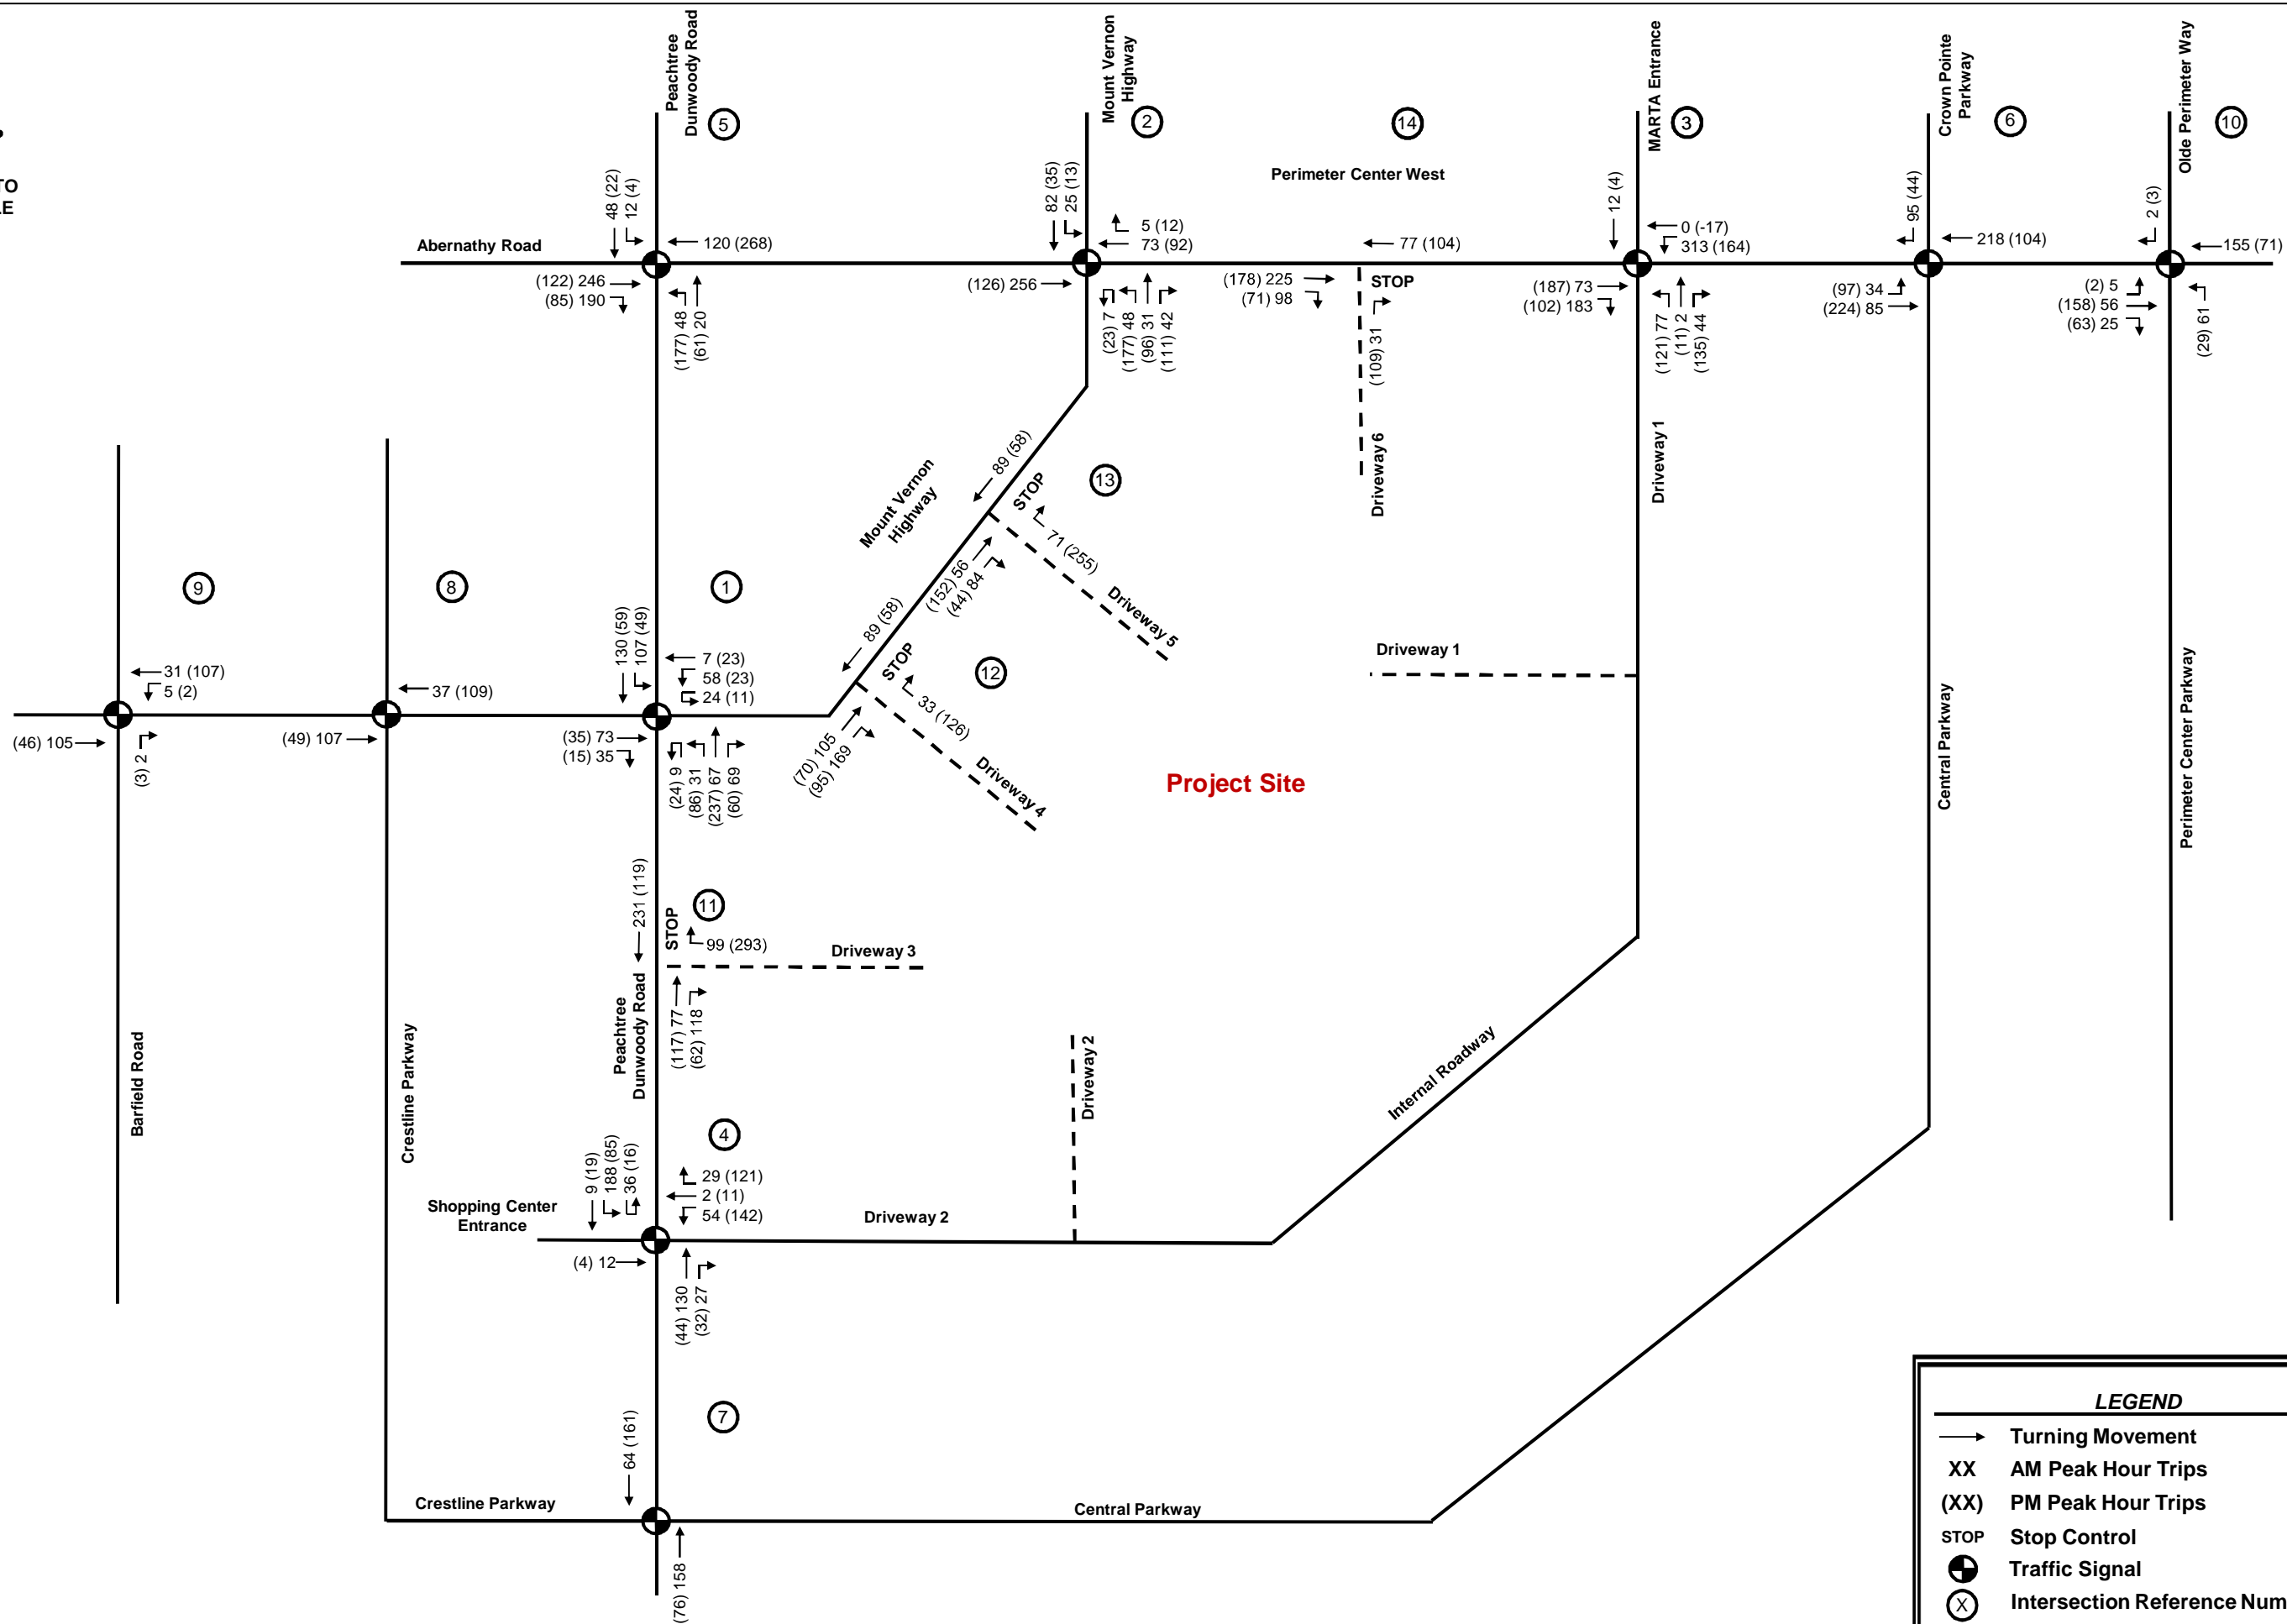 TO
LE
Peachtree
Dunwoody Road
5
Mount Vernon
Highway
2
14
MARTA Entrance
3
Crown Pointe
Parkway
6
Olde Perimeter Way
10
Perimeter Center West
Abernathy Road
48 (22)
12 (4)
120 (268)
(122) 246
(85) 190
(177) 48
(61) 20
82 (35)
25 (13)
5 (12)
73 (92)
(126) 256
(23) 7
(177) 48
(96) 31
(111) 42
77 (104)
(178) 225
(71) 98
STOP
(109) 31
Driveway 6
12 (4)
0 (-17)
313 (164)
(187) 73
(102) 183
(121) 77
(11) 2
(135) 44
Driveway 1
95 (44)
218 (104)
(97) 34
(224) 85
2 (3)
155 (71)
(2) 5
(158) 56
(63) 25
(29) 61
Mount Vernon
Highway
89 (58)
STOP
13
71 (255)
(152) 56
(44) 84
Driveway 5
89 (58)
STOP
12
33 (126)
(70) 105
(95) 169
Driveway 4
Driveway 1
Project Site
9
31 (107)
5 (2)
(46) 105
(3) 2
8
37 (109)
(49) 107
1
130 (59)
107 (49)
7 (23)
58 (23)
24 (11)
(35) 73
(15) 35
(24) 9
(86) 31
(237) 67
(60) 69
Central Parkway
Perimeter Center Parkway
231 (119)
STOP
11
99 (293)
Driveway 3
Peachtree
Dunwoody Road
(117) 77
(62) 118
Barfield Road
Crestline Parkway
Driveway 2
Internal Roadway
4
9 (19)
188 (85)
36 (16)
29 (121)
2 (11)
54 (142)
Shopping Center
Entrance
Driveway 2
(4) 12
(44) 130
(32) 27
7
64 (161)
Crestline Parkway
Central Parkway
(76) 158
LEGEND
Turning Movement
XX AM Peak Hour Trips
(XX) PM Peak Hour Trips
STOP Stop Control
Traffic Signal
X Intersection Reference Num